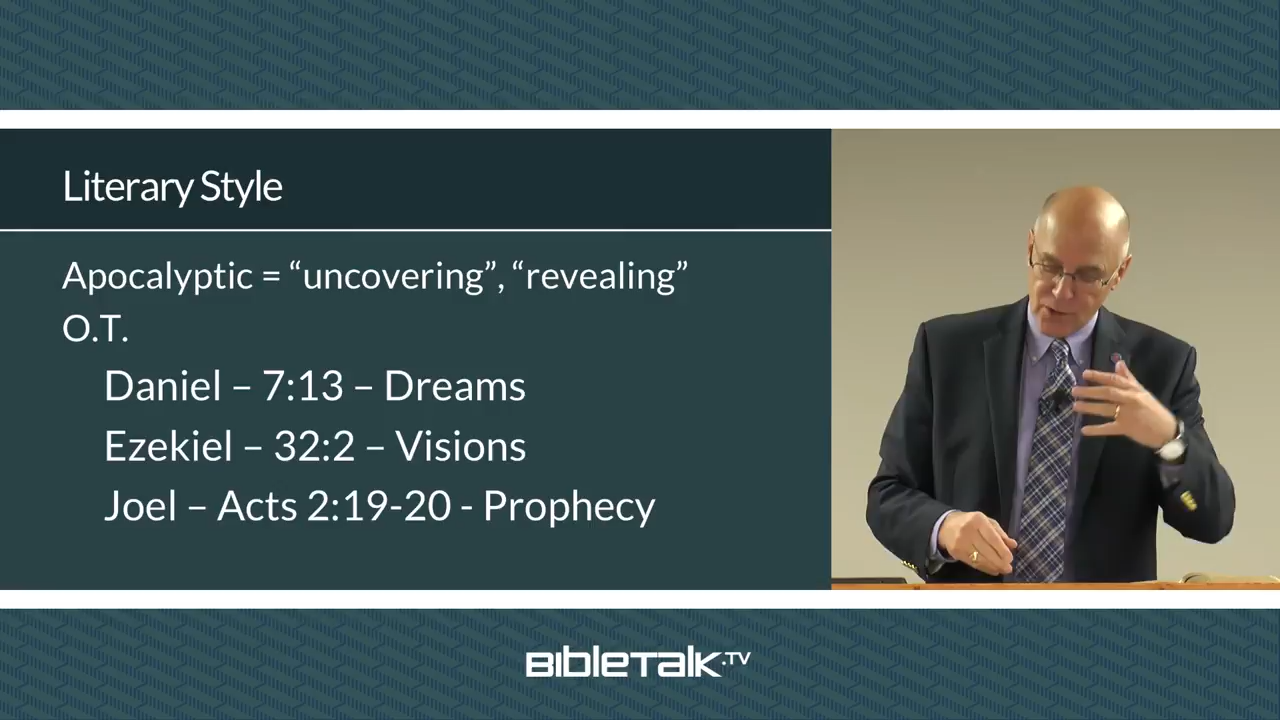 Literary Style
Apocalyptic = “uncovering”, “revealing”
O.T.
Daniel – 7:13 – Dreams
Ezekiel – 32:2 – Visions
Joel – Acts 2:19-20 - Prophecy
BibleTalk.TV